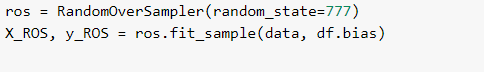 ros = RandomOverSampler(random_state=777)
X_ROS, y_ROS = ros.fit_sample(data, df.bias)